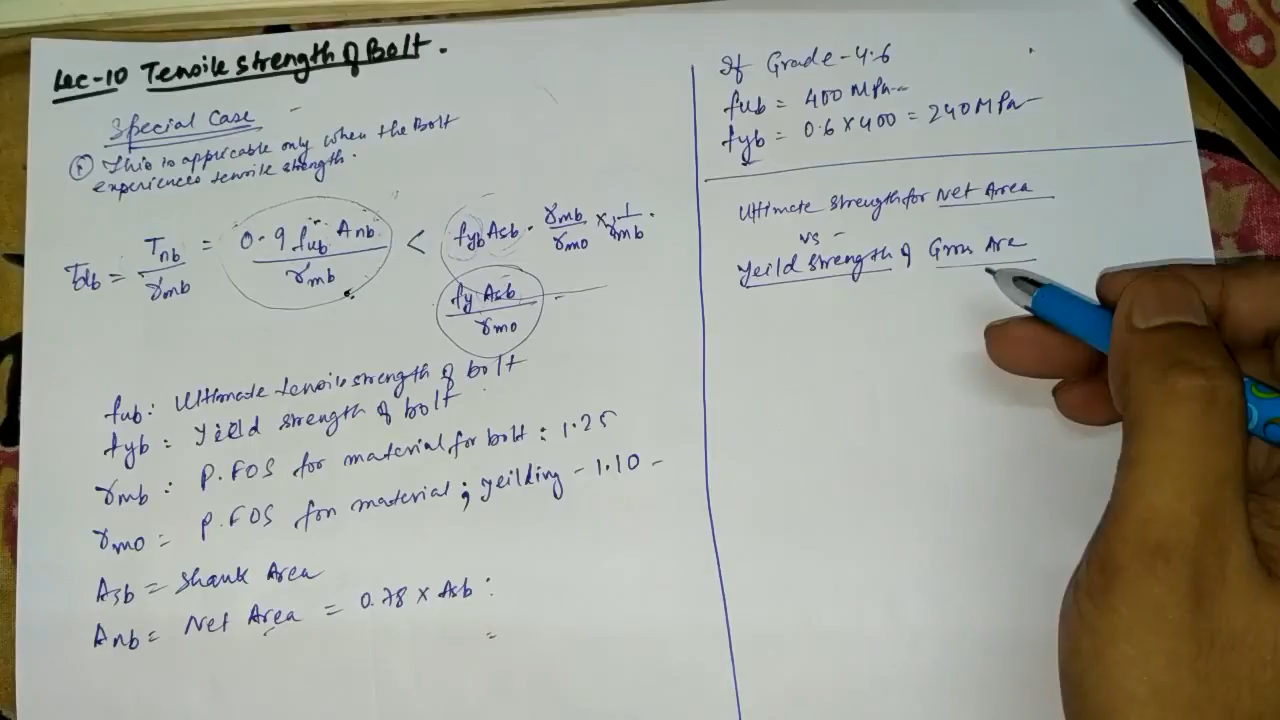 Lec-10 Tensile strength of Bolt.
Special Case
This is applicable only when the Bolt
experiences tensile strength.
Tdb = Tnb / γmb = 0.9 fub Anb / γmb < fyb Asb · γmb / γmo × 1 / γmb.
fy Asb / γmo
fub: Ultimate tensile strength of bolt
fyb = Yield strength of bolt
γmb: P.FOS for material for bolt: 1.25
γmo = P.FOS for material; yeilding - 1.10 -
Asb = Shank Area
Anb = Net Area = 0.78 × Asb :
=
If Grade-4.6
fub = 400 MPa
fyb = 0.6 × 400 = 240 MPa
Ultimate strength for Net Area
vs -
Yeild strength of Gross Are